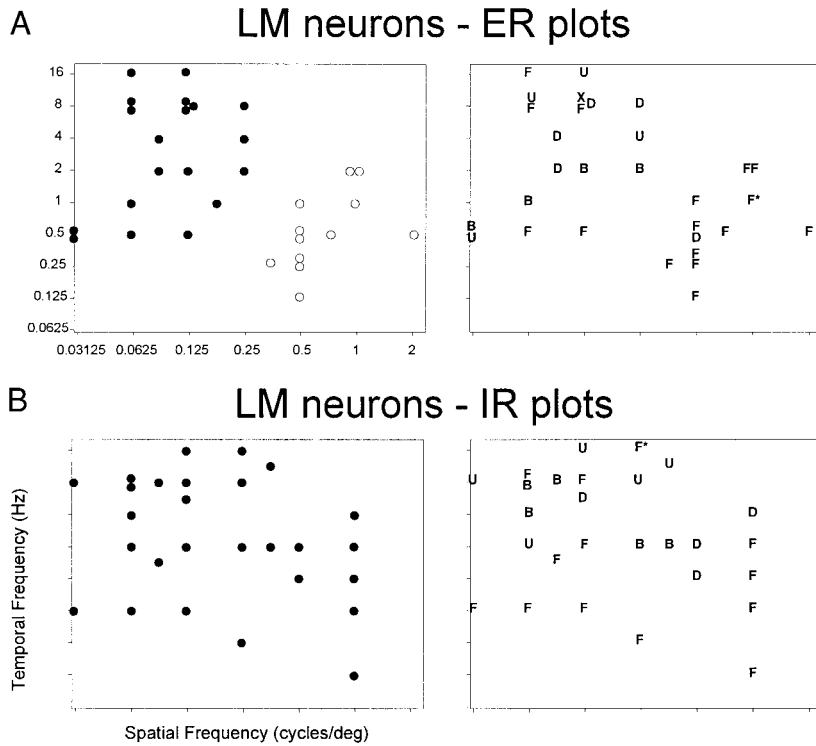 A
LM neurons - ER plots
16
8
4
2
1
0.5
0.25
0.125
0.0625
0.03125 0.0625 0.125 0.25 0.5 1 2
F U
U X D D
F F
D U
D B B F F
B F F*
B F F F F F
U D
F
F F
F
B
LM neurons - IR plots
Temporal Frequency (Hz)
Spatial Frequency (cycles/deg)
U F*
U
U F B F U
B
D
B D
U F B B D F
F
D F
F F F F
F
F